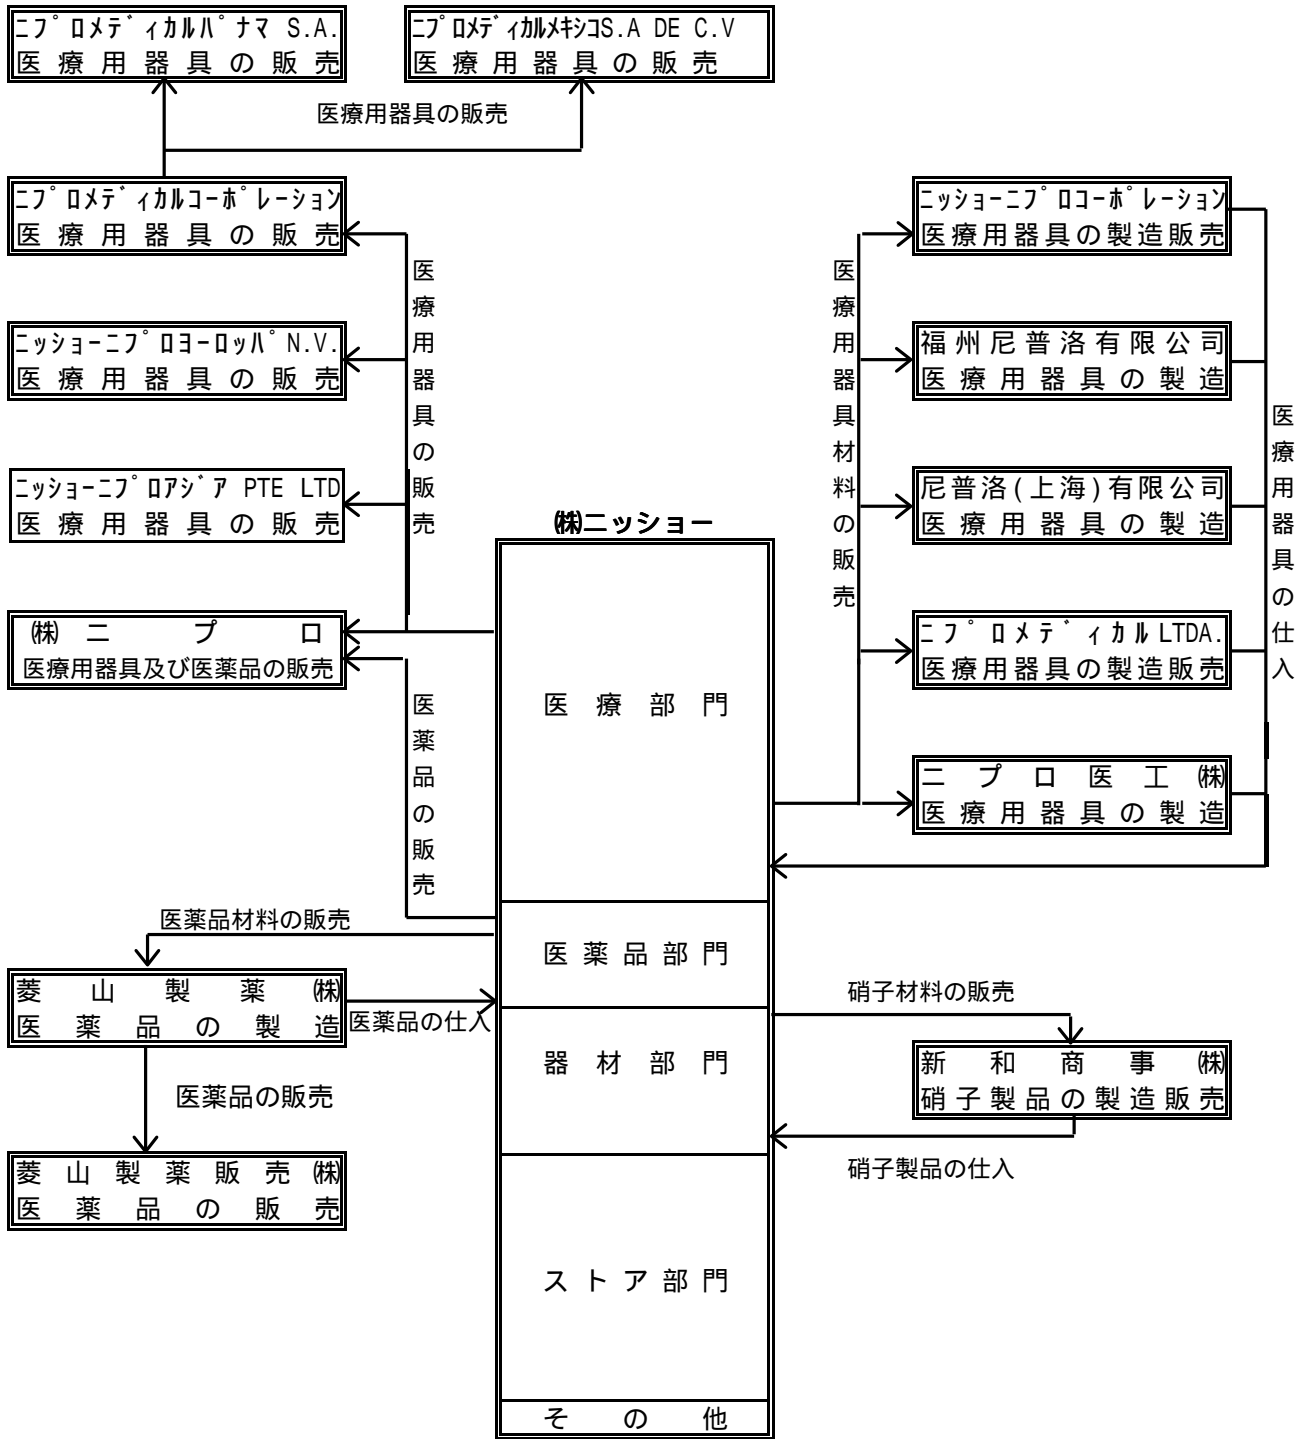 ﾆﾌﾟﾛﾒﾃﾞｨｶﾙﾊﾟﾅﾏ S.A.
医療用器具の販売
ﾆﾌﾟﾛﾒﾃﾞｨｶﾙﾒｷｼｺS.A DE C.V
医療用器具の販売
医療用器具の販売
ﾆﾌﾟﾛﾒﾃﾞｨｶﾙｺｰﾎﾟﾚｰｼｮﾝ
医療用器具の販売
ﾆｯｼｮｰﾆﾌﾟﾛﾖｰﾛｯﾊﾟN.V.
医療用器具の販売
ﾆｯｼｮｰﾆﾌﾟﾛｱｼﾞｱ PTE LTD
医療用器具の販売
㈱ニプロ
医療用器具及び医薬品の販売
医療用器具の販売
医薬品の販売
医薬品材料の販売
菱山製薬㈱
医薬品の製造
医薬品の仕入
医薬品の販売
菱山製薬販売㈱
医薬品の販売
㈱ニッショー
医療部門
医薬品部門
器材部門
ストア部門
その他
医療用器具材料の販売
ﾆｯｼｮｰﾆﾌﾟﾛｺｰﾎﾟﾚｰｼｮﾝ
医療用器具の製造販売
福州尼普洛有限公司
医療用器具の製造
尼普洛(上海)有限公司
医療用器具の製造
ﾆﾌﾟﾛﾒﾃﾞｨｶﾙLTDA.
医療用器具の製造販売
ニプロ医工㈱
医療用器具の製造
医療用器具の仕入
硝子材料の販売
新和商事㈱
硝子製品の製造販売
硝子製品の仕入